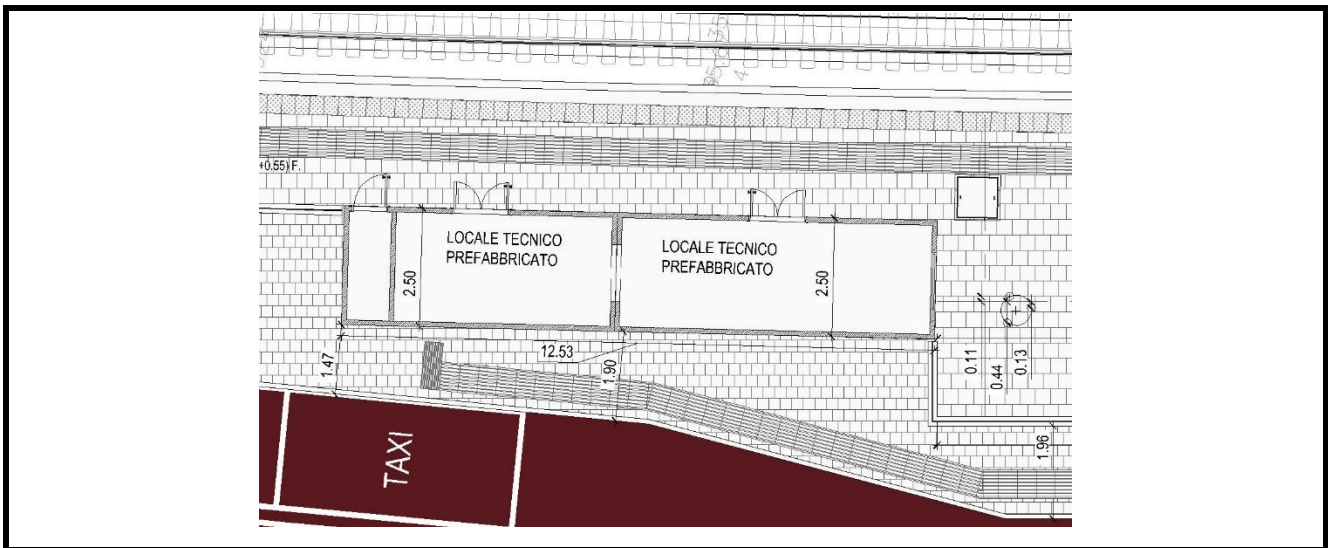 +0.55) F.
LOCALE TECNICO
PREFABBRICATO
LOCALE TECNICO
PREFABBRICATO
2.50
2.50
12.53
1.47
1.90
0.11
0.44
0.13
1.96
TAXI